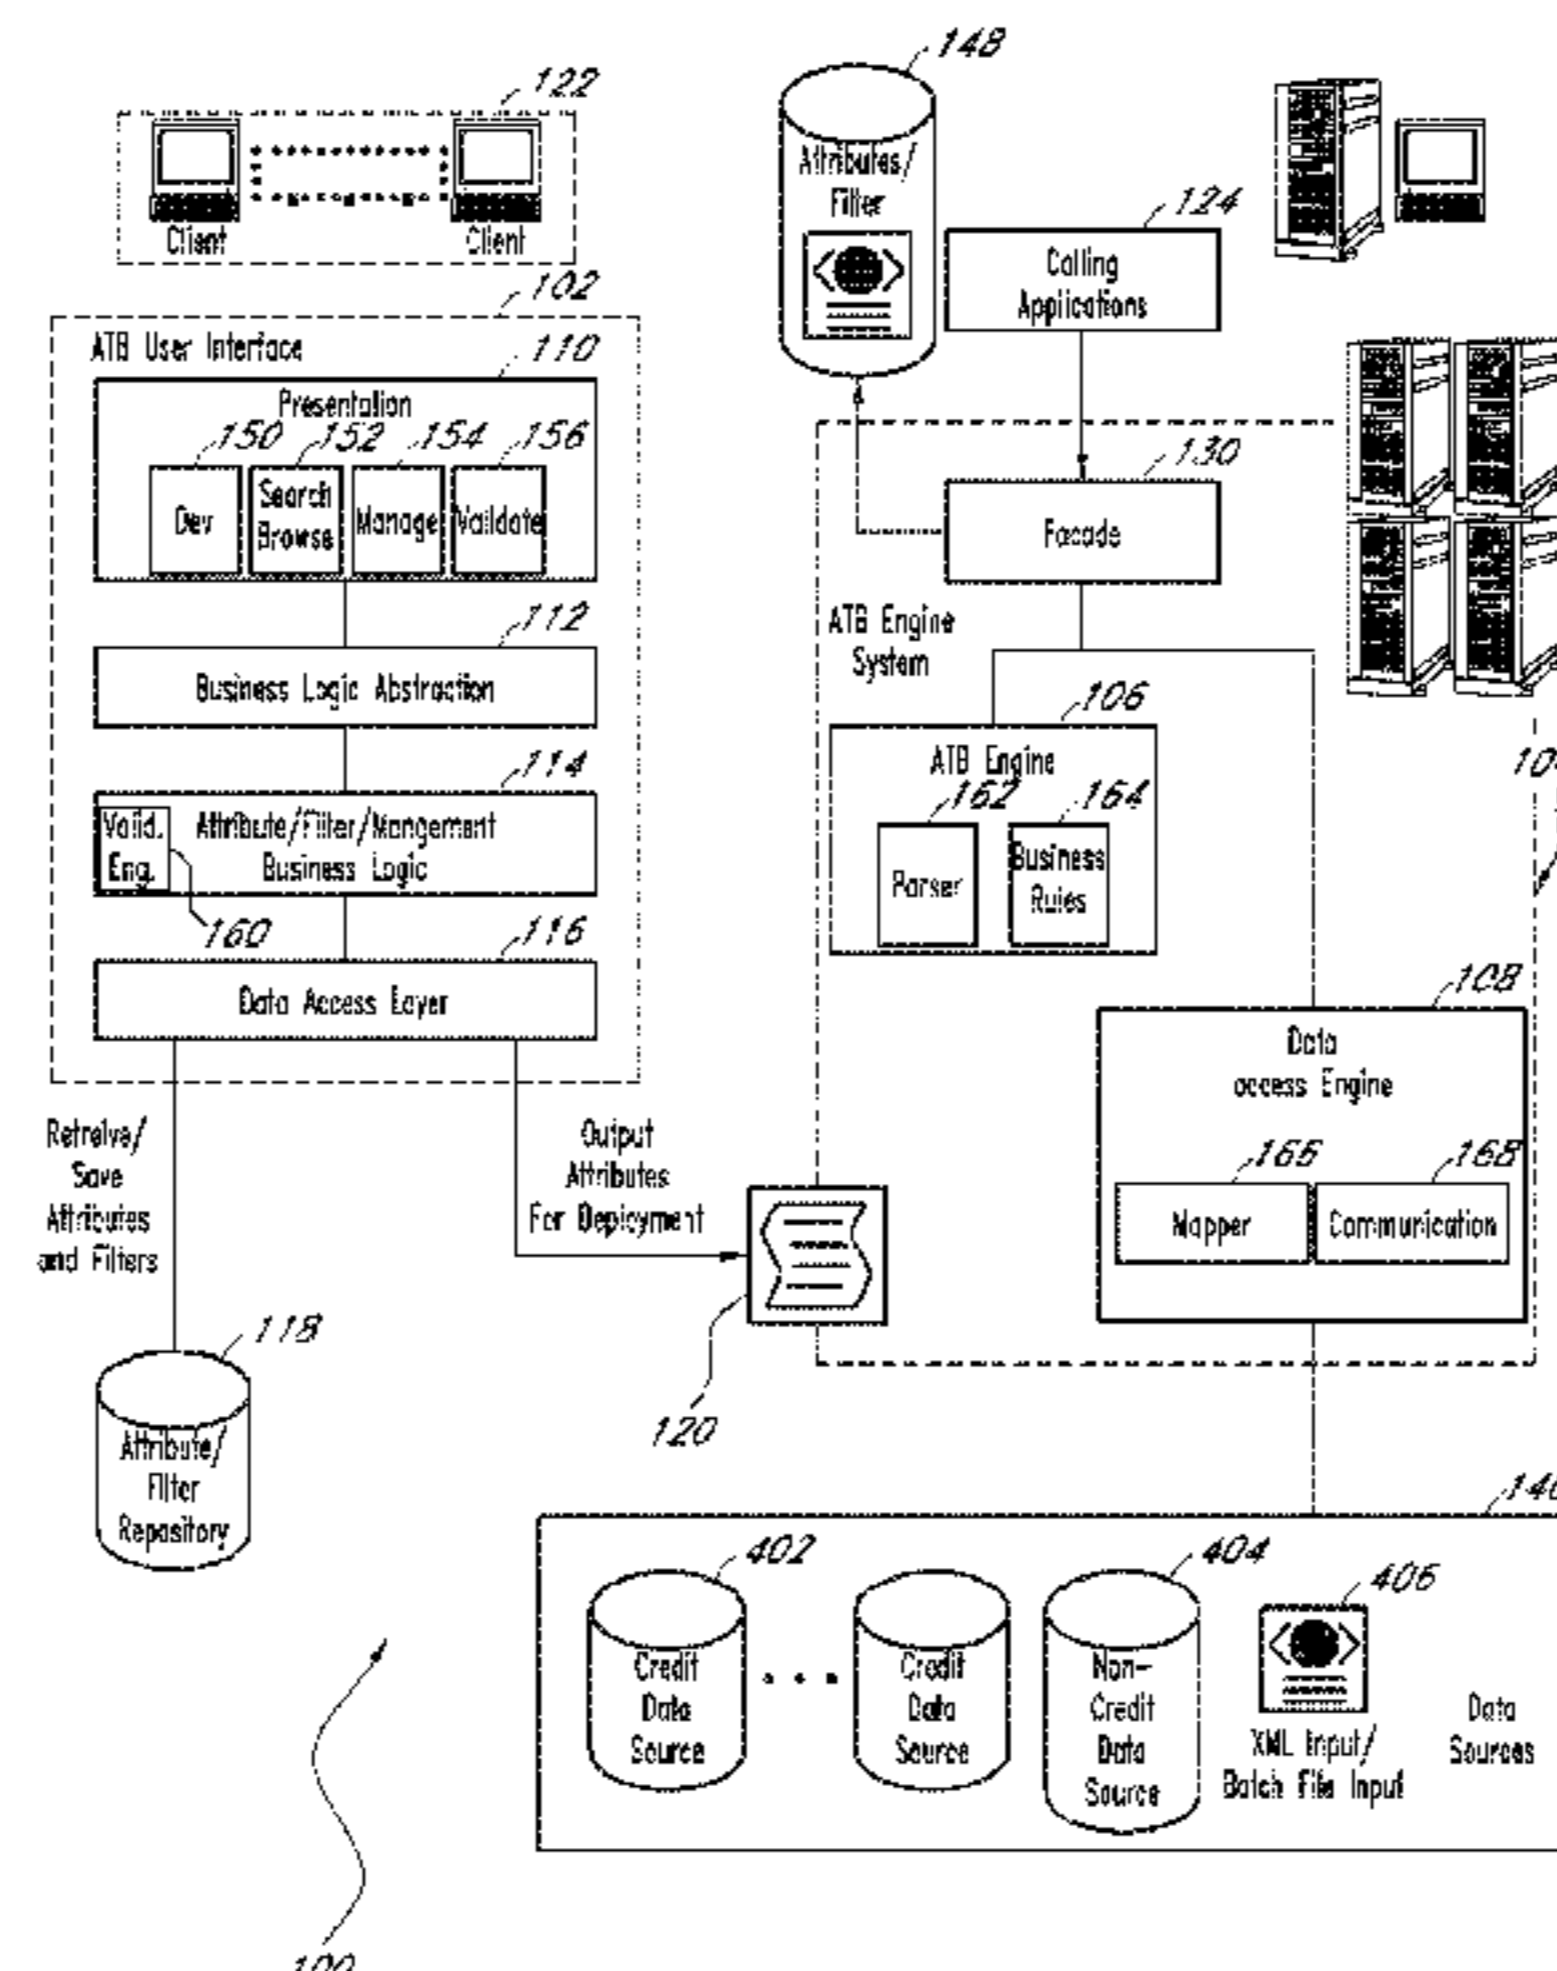 122
Client
Client
102
ATB User Interface
110
Presentation
150
152
154
156
Dev
Search
Browse
Manage
Vaildate
112
Business Logic Abstraction
114
Valid.
Eng.
Attribute/Filter/Mangement
Business Logic
160
116
Data Access Layer
Retreive/
Save
Attributes
and Filters
Output
Attributes
For Deployment
118
Attribute/
Filter
Repository
120
148
Attributes/
Filter
124
Calling
Applications
130
Facade
ATB Engine
System
106
ATB Engine
162
164
Parser
Business
Rules
108
Data
access Engine
166
168
Mapper
Communication
402
404
406
Credit
Data
Source
Credit
Data
Source
Non-
Credit
Data
Source
XML Input/
Batch File Input
Data
Sources
100